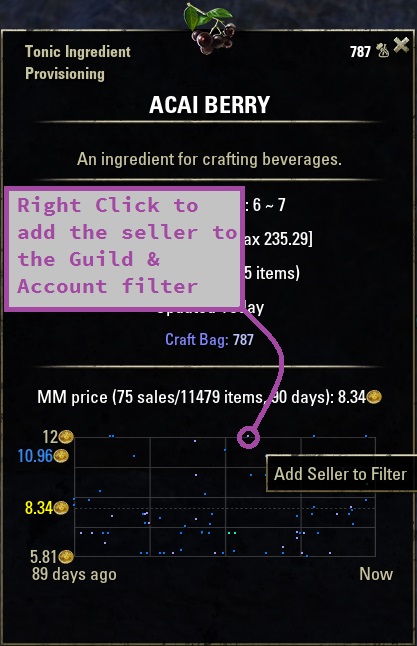 Tonic Ingredient
Provisioning
787
ACAI BERRY
An ingredient for crafting beverages.
Right Click to
add the seller to
the Guild &
Account filter
: 6 ~ 7
ax 235.29]
5 items)
Craft Bag: 787
MM price (75 sales/11479 items, 90 days): 8.34
12
10.96
8.34
5.81
Add Seller to Filter
89 days ago
Now